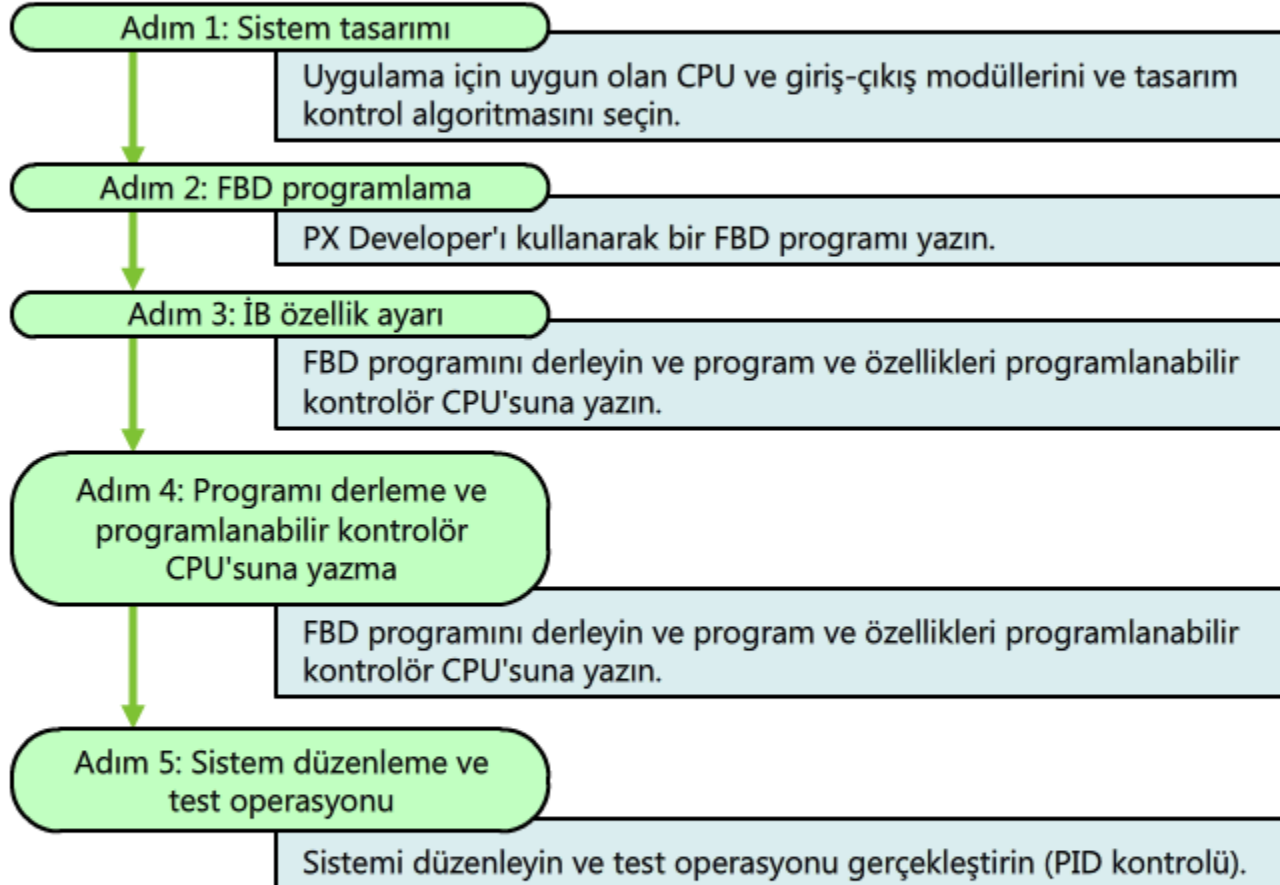 Adım 1: Sistem tasarımı
Uygulama için uygun olan CPU ve giriş-çıkış modüllerini ve tasarım
kontrol algoritmasını seçin.
Adım 2: FBD programlama
PX Developer'ı kullanarak bir FBD programı yazın.
Adım 3: İB özellik ayarı
FBD programını derleyin ve program ve özellikleri programlanabilir
kontrolör CPU'suna yazın.
Adım 4: Programı derleme ve
programlanabilir kontrolör
CPU'suna yazma
FBD programını derleyin ve program ve özellikleri programlanabilir
kontrolör CPU'suna yazın.
Adım 5: Sistem düzenleme ve
test operasyonu
Sistemi düzenleyin ve test operasyonu gerçekleştirin (PID kontrolü).